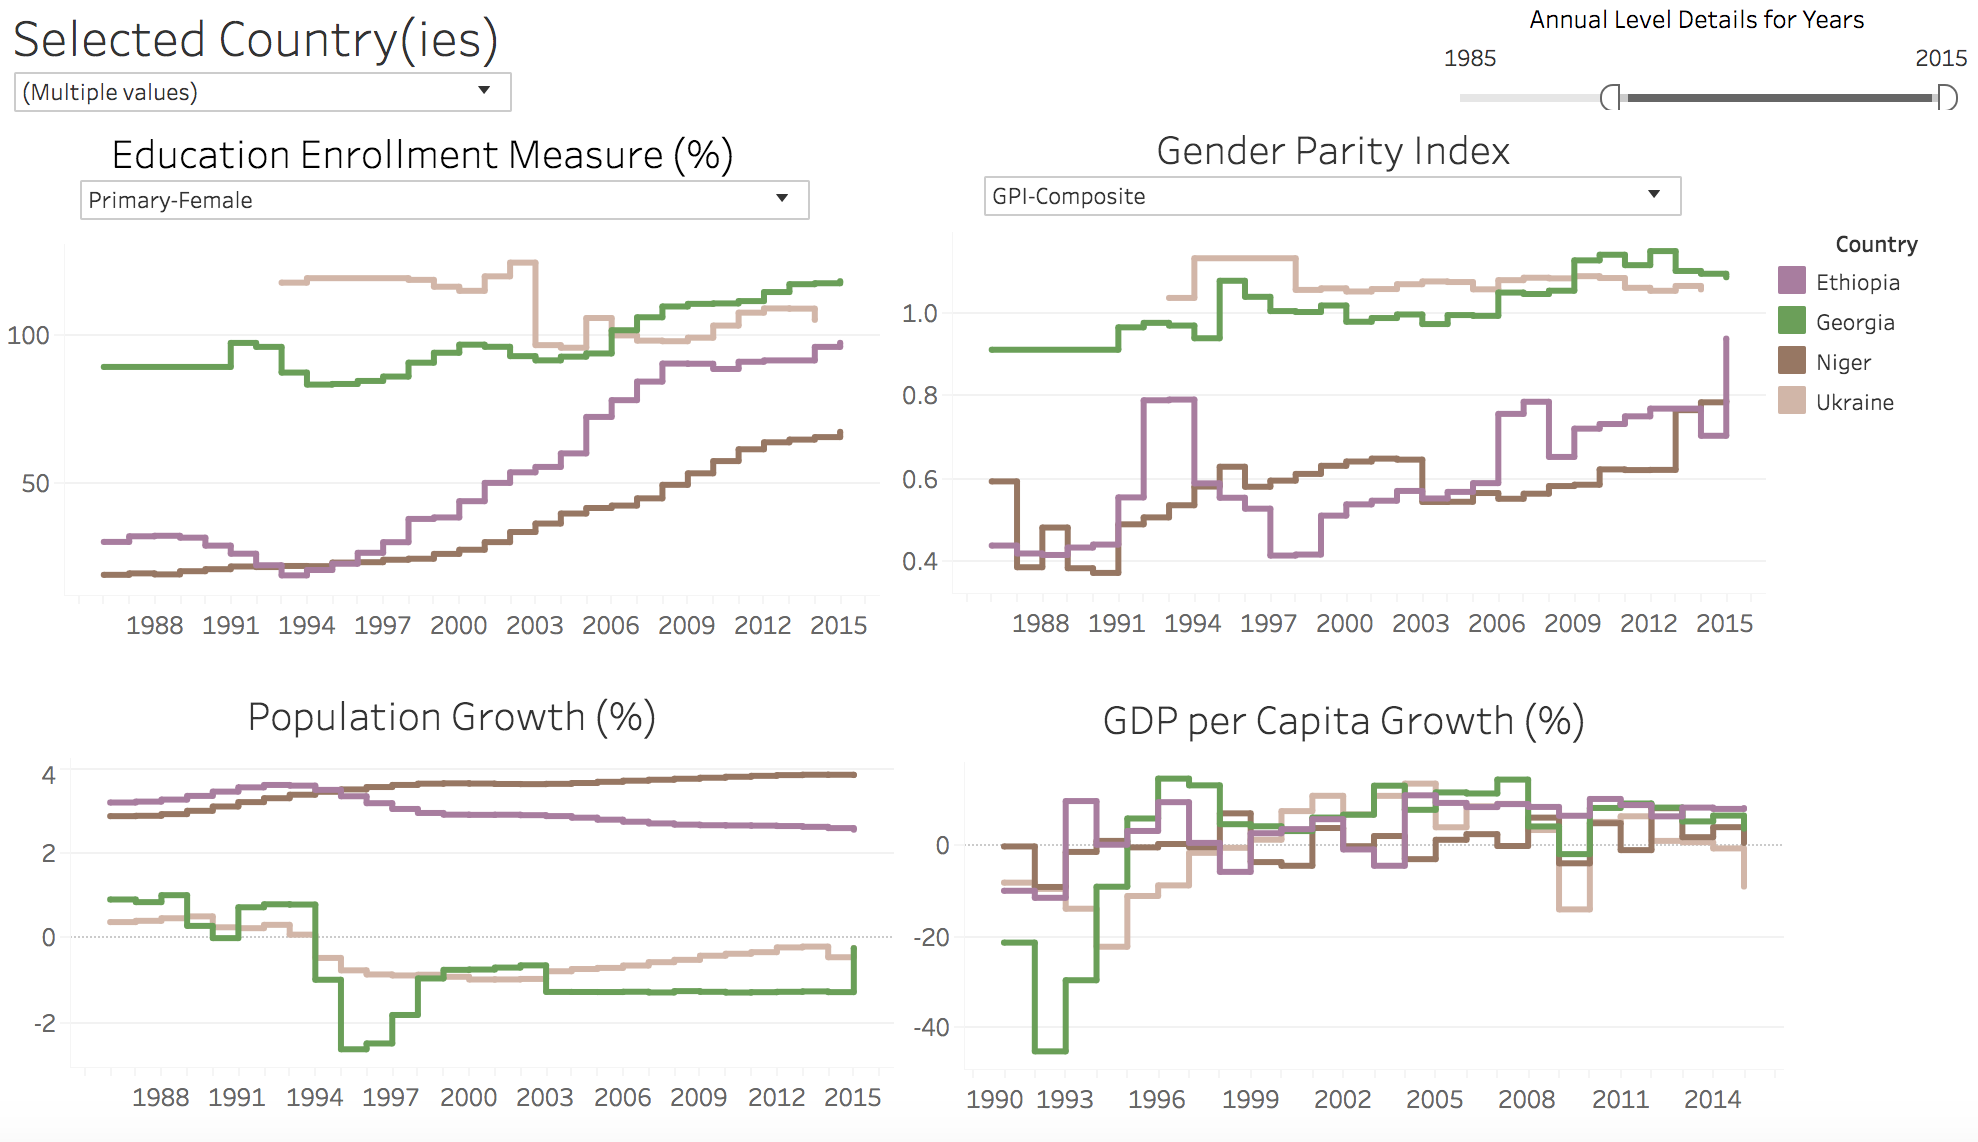 Selected Country(ies)
(Multiple values)
Annual Level Details for Years
1985 2015
Education Enrollment Measure (%)
Primary-Female
100
50
1988 1991 1994 1997 2000 2003 2006 2009 2012 2015
Gender Parity Index
GPI-Composite
1.0
0.8
0.6
0.4
1988 1991 1994 1997 2000 2003 2006 2009 2012 2015
Country
Ethiopia
Georgia
Niger
Ukraine
Population Growth (%)
4
2
0
-2
1988 1991 1994 1997 2000 2003 2006 2009 2012 2015
GDP per Capita Growth (%)
0
-20
-40
1990 1993 1996 1999 2002 2005 2008 2011 2014